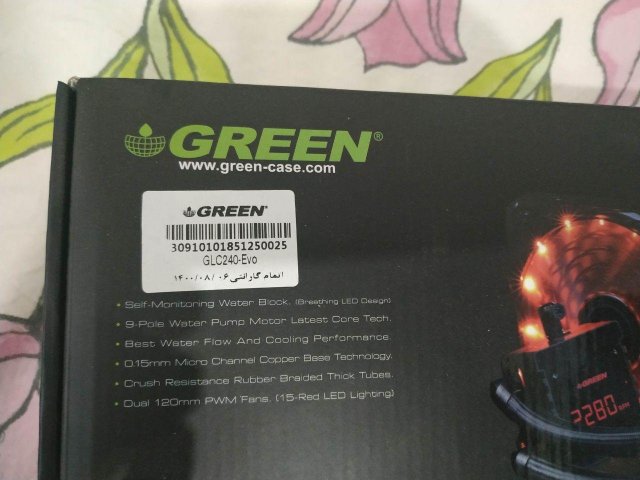 GREEN®
www.green-case.com
GREEN®
30910101851250025
GLC240-Evo
اتمام گارانتی ۱۴۰۰/۰۸/۰۶
• Self-Monitoring Water Block. (Breathing LED Design)
• 9-Pole Water Pump Motor Latest Core Tech.
• Best Water Flow And Cooling Performance.
• 0.15mm Micro Channel Copper Base Technology.
• Crush Resistance Rubber Braided Thick Tubes.
• Dual 120mm PWM Fans. (15-Red LED Lighting)
GREEN
2280 RPM